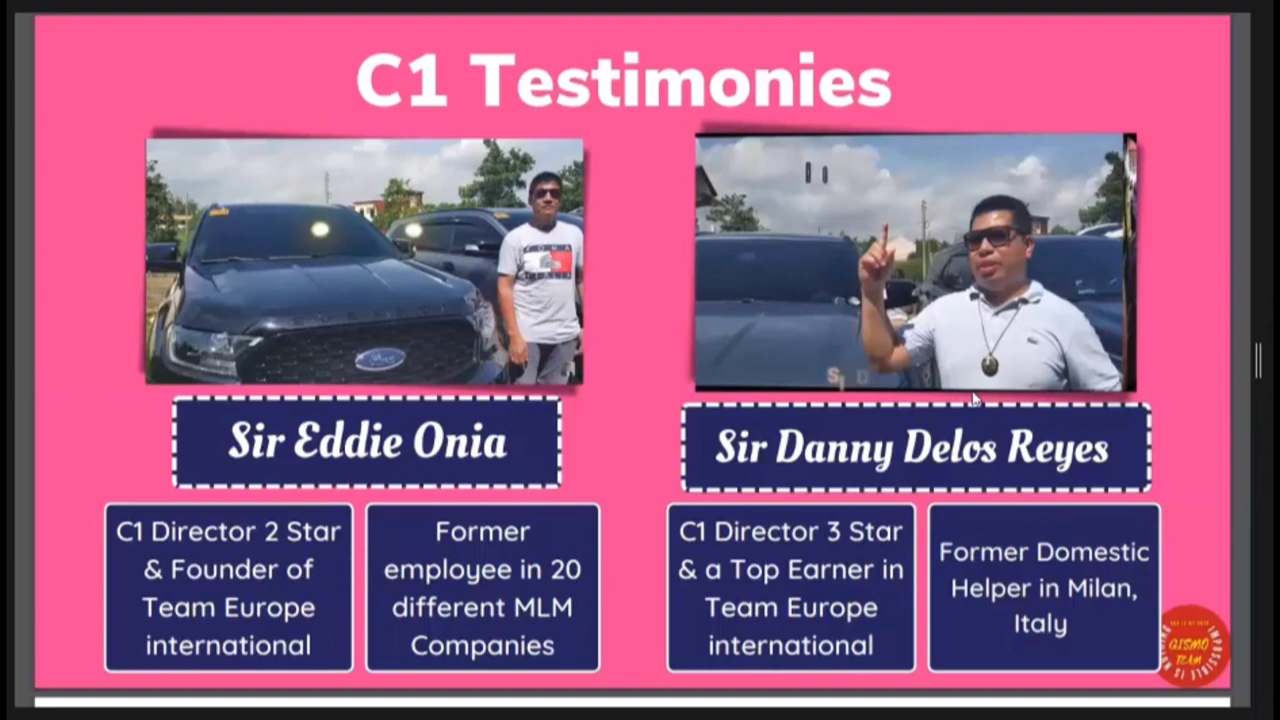 C1 Testimonies
Sir Eddie Onia
Sir Danny Delos Reyes
C1 Director 2 Star
& Founder of
Team Europe
international
Former
employee in 20
different MLM
Companies
C1 Director 3 Star
& a Top Earner in
Team Europe
international
Former Domestic
Helper in Milan,
Italy
GISMO
TEAM